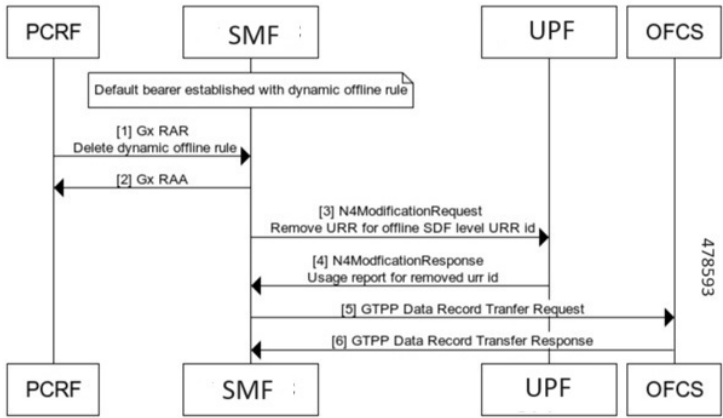 PCRF
SMF
UPF
OFCS
Default bearer established with dynamic offline rule
[1] Gx RAR
Delete dynamic offline rule
[2] Gx RAA
[3] N4ModificationRequest
Remove URR for offline SDF level URR id
[4] N4ModficationResponse
Usage report for removed urr id
[5] GTPP Data Record Tranfer Request
[6] GTPP Data Record Transfer Response
478593
PCRF
SMF
UPF
OFCS